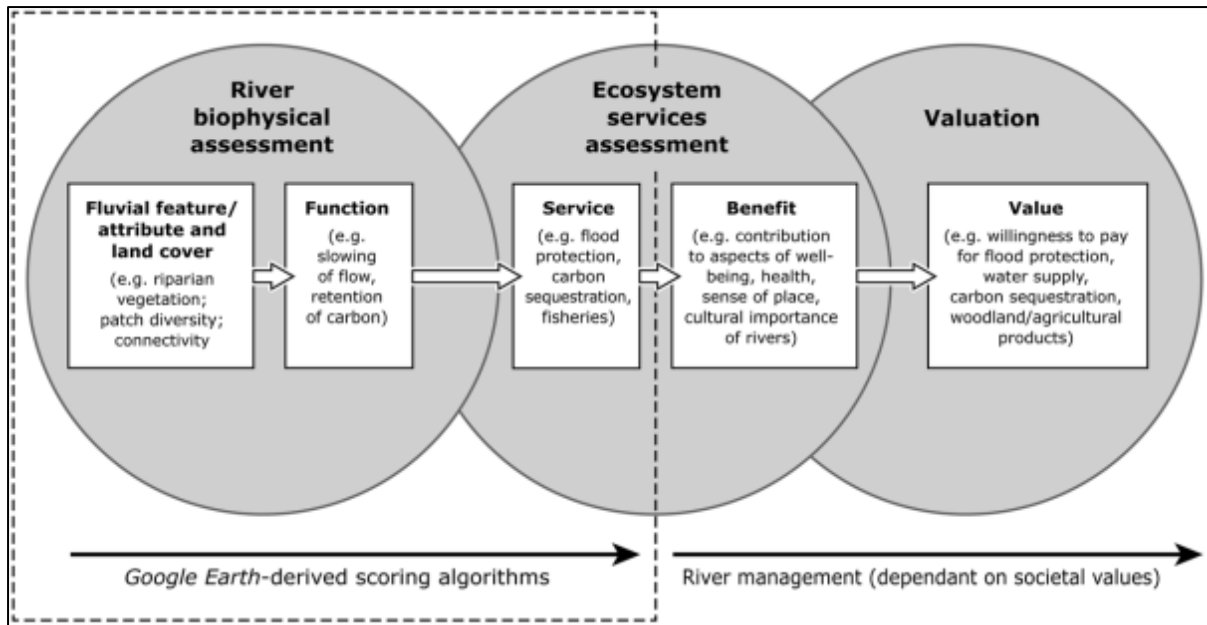 River
biophysical
assessment
Fluvial feature/
attribute and
land cover
(e.g. riparian
vegetation;
patch diversity;
connectivity
Function
(e.g.
slowing
of flow,
retention
of carbon)
Ecosystem
services
assessment
Service
(e.g. flood
protection,
carbon
sequestration,
fisheries)
Benefit
(e.g. contribution
to aspects of well-
being, health,
sense of place,
cultural importance
of rivers)
Valuation
Value
(e.g. willingness to pay
for flood protection,
water supply,
carbon sequestration,
woodland/agricultural
products)
Google Earth-derived scoring algorithms
River management (dependant on societal values)